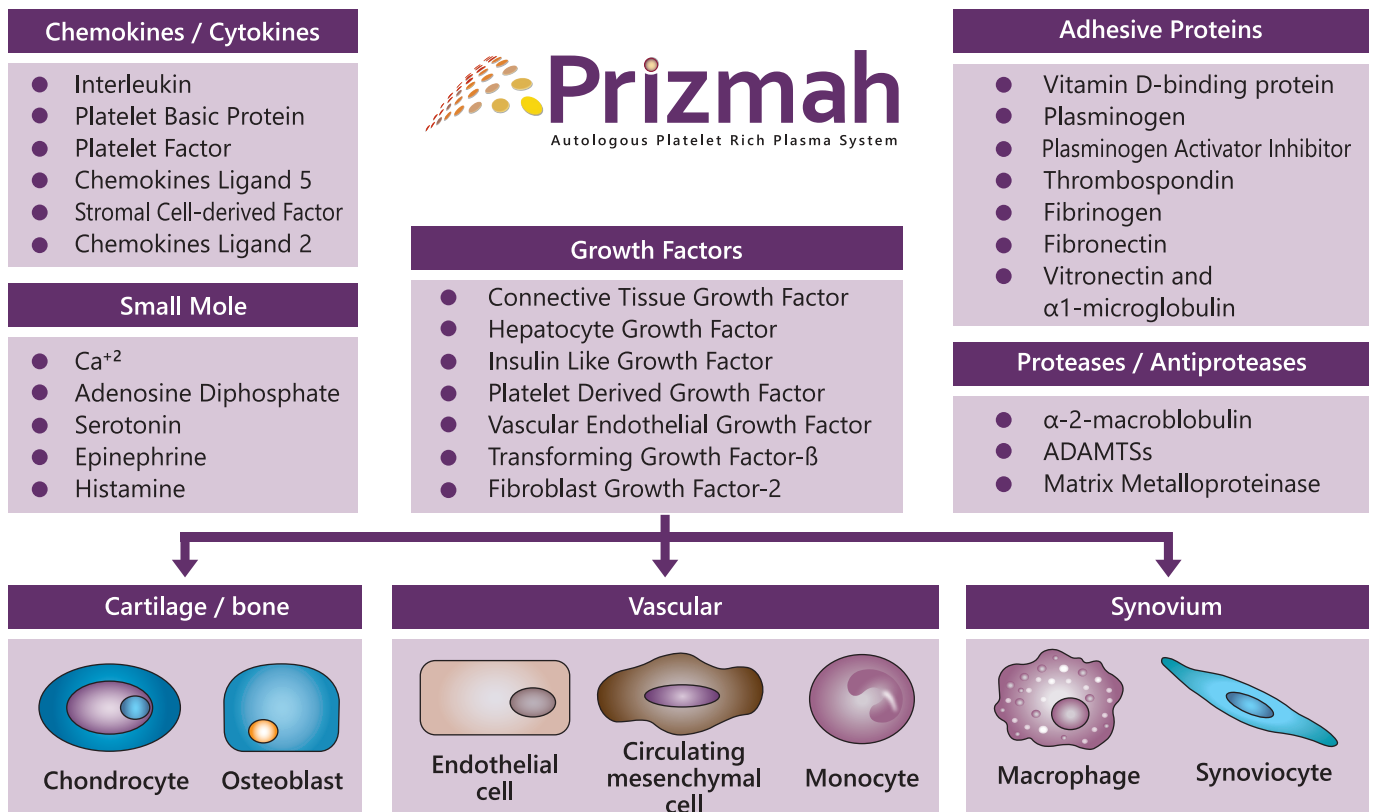 Chemokines / Cytokines
Interleukin
Platelet Basic Protein
Platelet Factor
Chemokines Ligand 5
Stromal Cell-derived Factor
Chemokines Ligand 2
Small Mole
Ca⁺²
Adenosine Diphosphate
Serotonin
Epinephrine
Histamine
Prizmah
Autologous Platelet Rich Plasma System
Growth Factors
Connective Tissue Growth Factor
Hepatocyte Growth Factor
Insulin Like Growth Factor
Platelet Derived Growth Factor
Vascular Endothelial Growth Factor
Transforming Growth Factor-ß
Fibroblast Growth Factor-2
Adhesive Proteins
Vitamin D-binding protein
Plasminogen
Plasminogen Activator Inhibitor
Thrombospondin
Fibrinogen
Fibronectin
Vitronectin and
α1-microglobulin
Proteases / Antiproteases
α-2-macroblobulin
ADAMTSs
Matrix Metalloproteinase
Cartilage / bone
Chondrocyte
Osteoblast
Vascular
Endothelial
cell
Circulating
mesenchymal
cell
Monocyte
Synovium
Macrophage
Synoviocyte